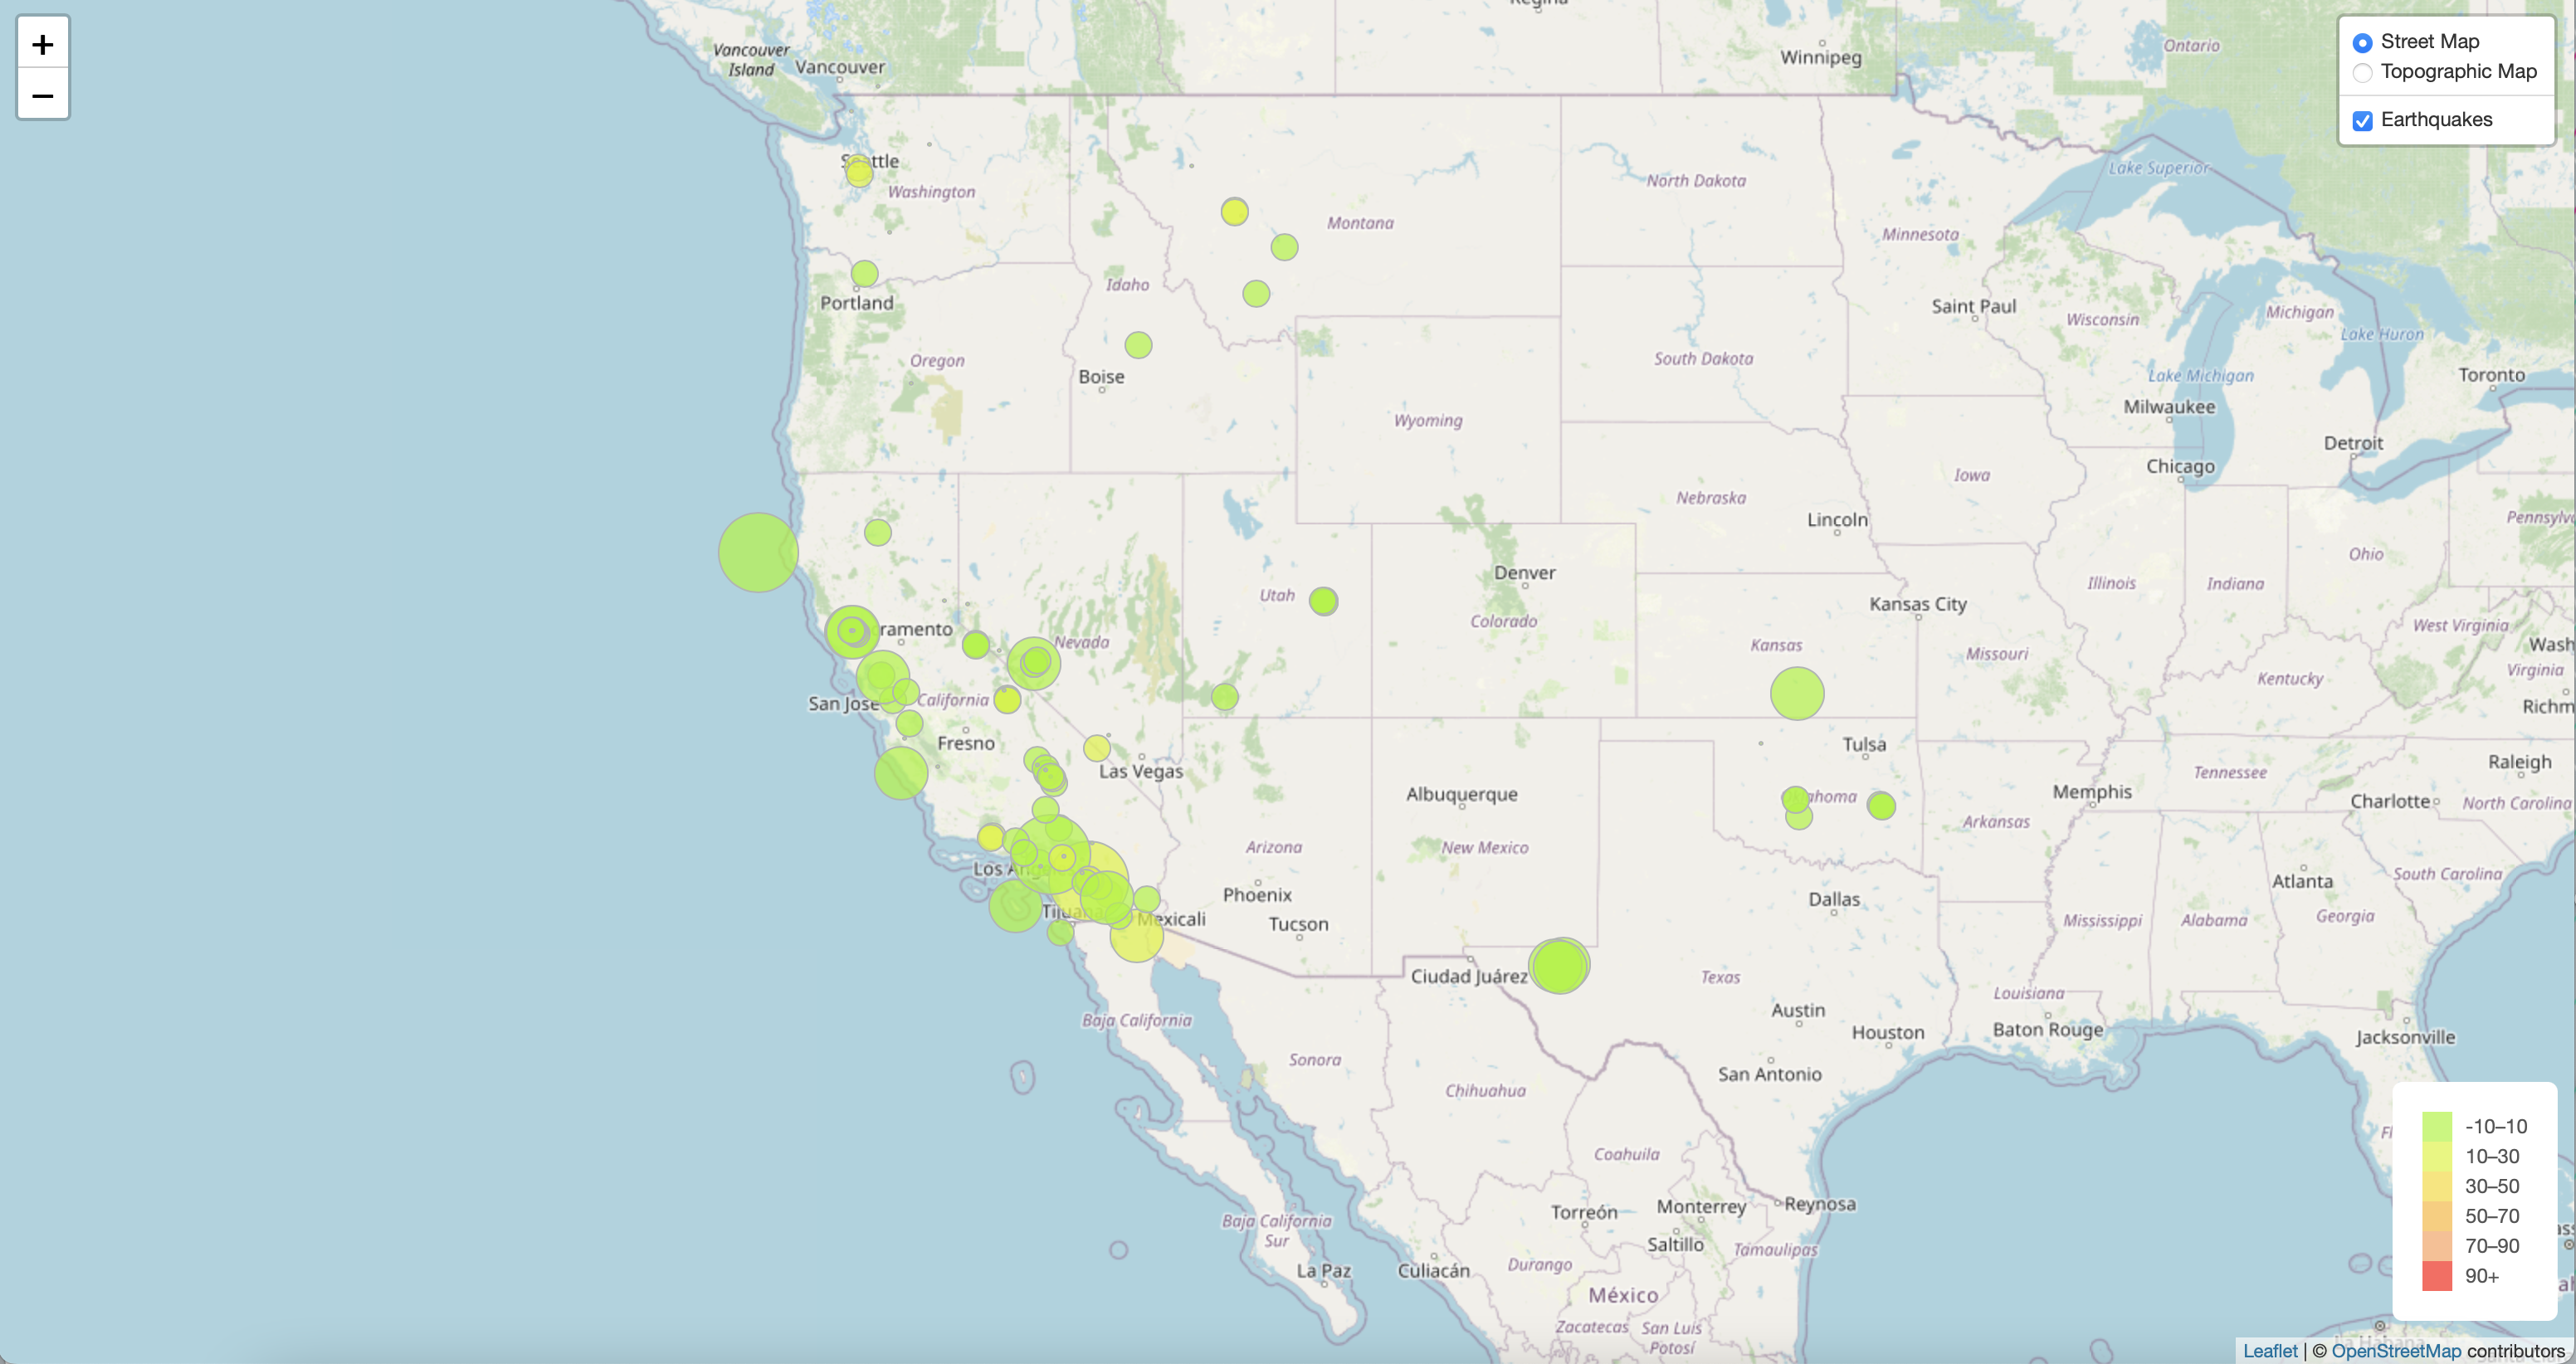 +
−
Street Map
Topographic Map
Earthquakes
Regina
Vancouver
Island
Vancouver
Winnipeg
Ontario
Washington
North Dakota
Montana
Minnesota
Lake Superior
Portland
Idaho
Saint Paul
Wisconsin
Michigan
Lake Huron
Oregon
South Dakota
Boise
Lake Michigan
Toronto
Milwaukee
Wyoming
Detroit
Chicago
Iowa
Nebraska
Lincoln
Ohio
Denver
Utah
Illinois
Indiana
Kansas City
Colorado
ramento
Nevada
Kansas
Missouri
West Virginia
Wash
Virginia
Kentucky
San Jose
California
Richm
Fresno
Tulsa
Las Vegas
Raleigh
Tennessee
Albuquerque
Memphis
Charlotte
North Carolina
Arkansas
Arizona
New Mexico
Los Ang
Phoenix
Atlanta
South Carolina
Dallas
Tijuana
Mexicali
Tucson
Mississippi
Alabama
Georgia
Ciudad Juárez
Texas
Louisiana
Austin
Baja California
Houston
Baton Rouge
Jacksonville
Sonora
San Antonio
Chihuahua
Coahuila
Torreón
Monterrey
Reynosa
Baja California
Sur
Saltillo
Tamaulipas
La Paz
Culiacán
Durango
México
Zacatecas
San Luis
Potosí
-10–10
10–30
30–50
50–70
70–90
90+
La Habana
Leaflet | © OpenStreetMap contributors